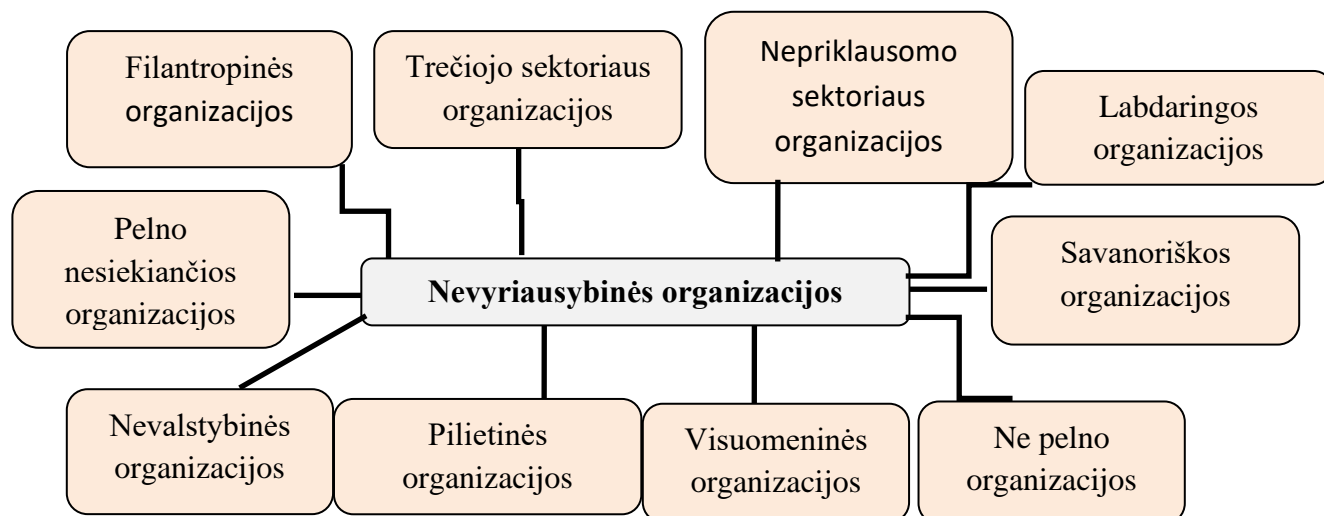 Filantropinės
organizacijos
Trečiojo sektoriaus
organizacijos
Nepriklausomo
sektoriaus
organizacijos
Labdaringos
organizacijos
Pelno
nesiekiančios
organizacijos
Nevyriausybinės organizacijos
Savanoriškos
organizacijos
Nevalstybinės
organizacijos
Pilietinės
organizacijos
Visuomeninės
organizacijos
Ne pelno
organizacijos